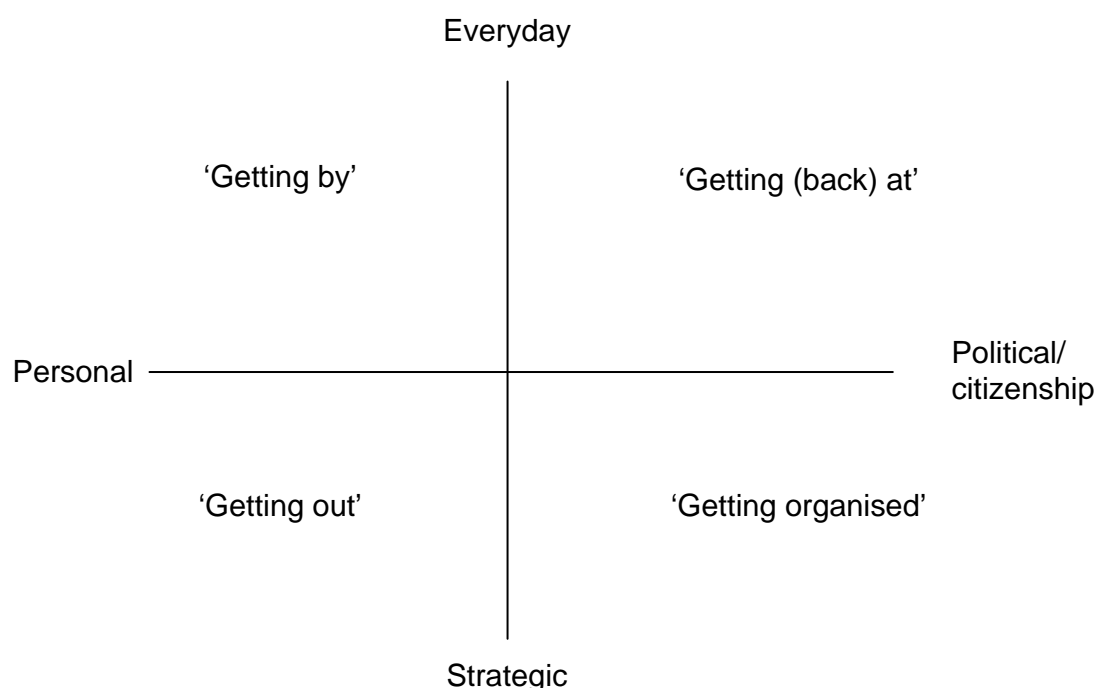 Everyday
‘Getting by’
‘Getting (back) at’
Personal
Political/
citizenship
‘Getting out’
‘Getting organised’
Strategic